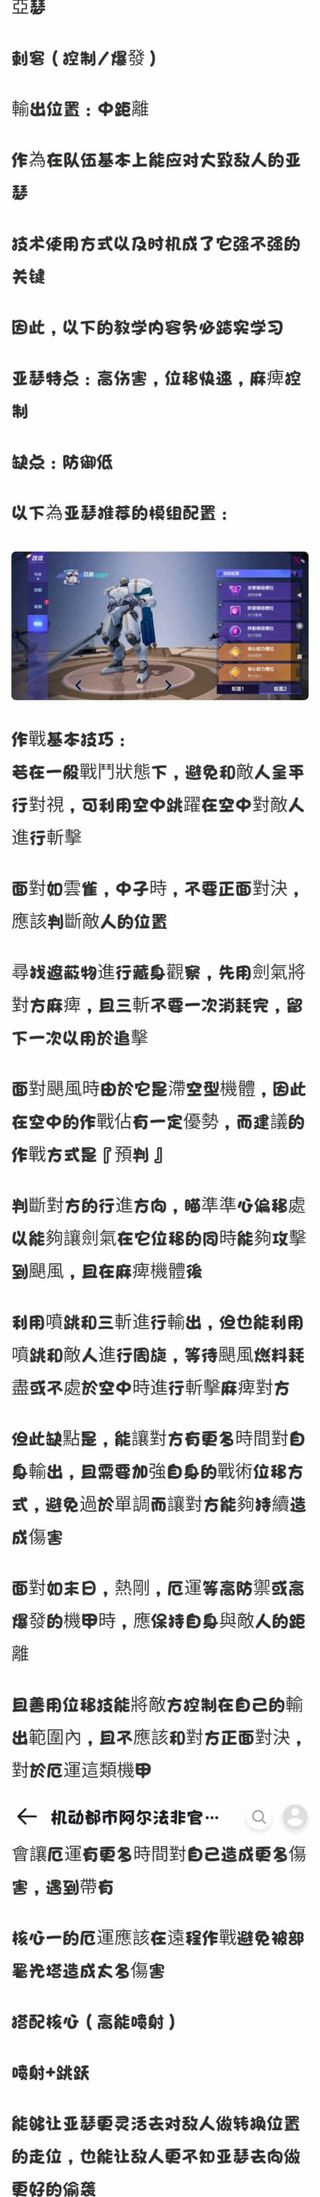 亞瑟
刺客（控制／爆發）
輸出位置：中距離
作為在队伍基本上能应对大致敌人的亚
瑟
技术使用方式以及时机成了它强不强的
关键
因此，以下的教学内容务必踏实学习
亚瑟特点：高伤害，位移快速，麻痺控
制
缺点：防御低
以下為亚瑟推荐的模组配置：
改造
配置1
配置2
作戰基本技巧：
若在一般戰鬥狀態下，避免和敵人呈平
行對視，可利用空中跳躍在空中對敵人
進行斬擊
面對如雲雀，中子時，不要正面對決，
應該判斷敵人的位置
尋找遮蔽物進行藏身觀察，先用劍氣將
對方麻痺，且三斬不要一次消耗完，留
下一次以用於追擊
面對颶風時由於它是滯空型機體，因此
在空中的作戰佔有一定優勢，而建議的
作戰方式是『預判』
判斷對方的行進方向，瞄準準心偏移處
以能夠讓劍氣在它位移的同時能夠攻擊
到颶風，且在麻痺機體後
利用噴跳和三斬進行輸出，但也能利用
噴跳和敵人進行周旋，等待颶風燃料耗
盡或不處於空中時進行斬擊麻痺對方
但此缺點是，能讓對方有更多時間對自
身輸出，且需要加強自身的戰術位移方
式，避免過於單調而讓對方能夠持續造
成傷害
面對如末日，熱剛，厄運等高防禦或高
爆發的機甲時，應保持自身與敵人的距
離
且善用位移技能將敵方控制在自己的輸
出範圍內，且不應該和對方正面對決，
對於厄運這類機甲
机动都市阿尔法非官…
會讓厄運有更多時間對自己造成更多傷
害，遇到帶有
核心一的厄運應該在遠程作戰避免被部
署光塔造成太多傷害
搭配核心（高能喷射）
喷射+跳跃
能够让亚瑟更灵活去对敌人做转换位置
的走位，也能让敌人更不知亚瑟去向做
更好的偷袭